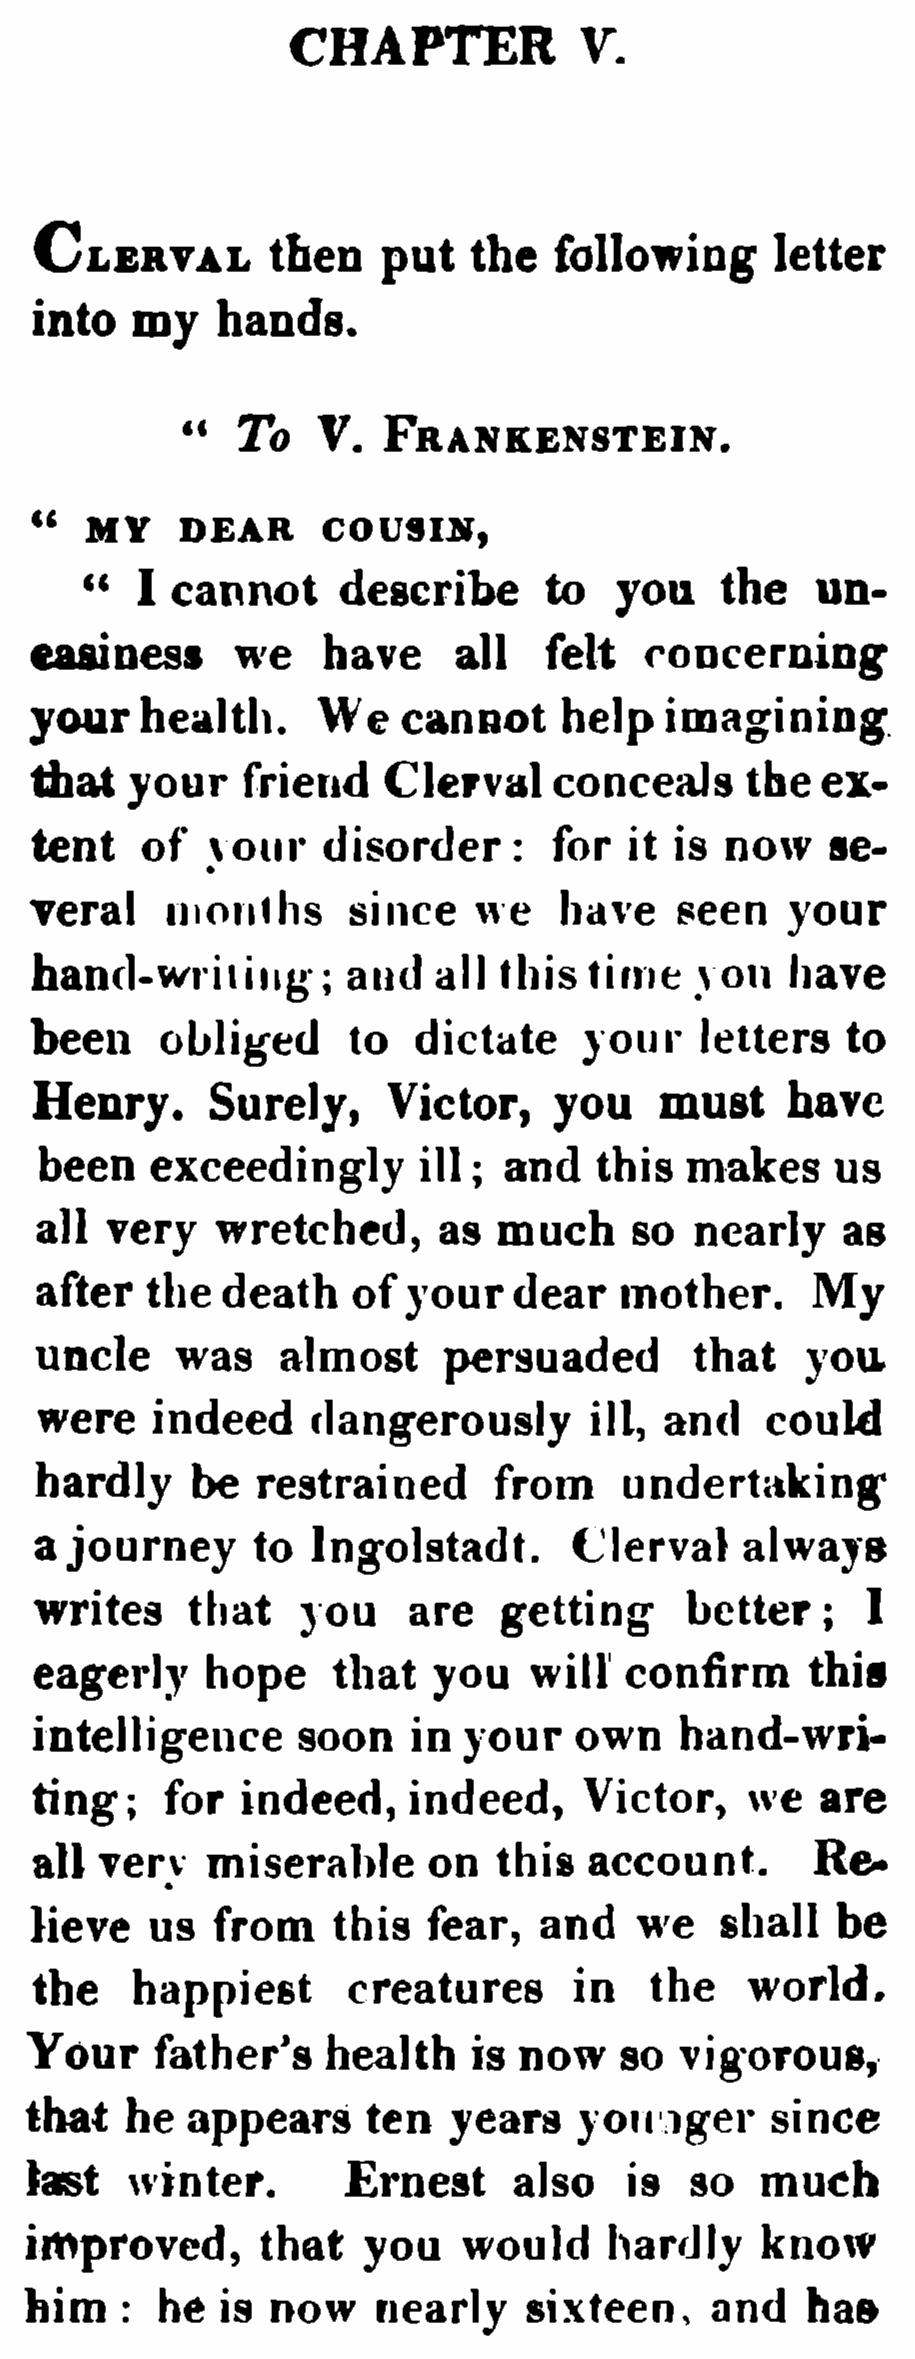 CHAPTER V.
CLERVAL then put the following letter
into my hands.
“ To V. FRANKENSTEIN.
“ MY DEAR COUSIN,
“ I cannot describe to you the un-
easiness we have all felt concerning
your health. We cannot help imagining
that your friend Clerval conceals the ex-
tent of your disorder: for it is now se-
veral months since we have seen your
hand-writing; and all this time you have
been obliged to dictate your letters to
Henry. Surely, Victor, you must have
been exceedingly ill; and this makes us
all very wretched, as much so nearly as
after the death of your dear mother. My
uncle was almost persuaded that you
were indeed dangerously ill, and could
hardly be restrained from undertaking
a journey to Ingolstadt. Clerval always
writes that you are getting better; I
eagerly hope that you will confirm this
intelligence soon in your own hand-wri-
ting; for indeed, indeed, Victor, we are
all very miserable on this account. Re-
lieve us from this fear, and we shall be
the happiest creatures in the world.
Your father's health is now so vigorous,
that he appears ten years younger since
last winter. Ernest also is so much
improved, that you would hardly know
him: he is now nearly sixteen, and has